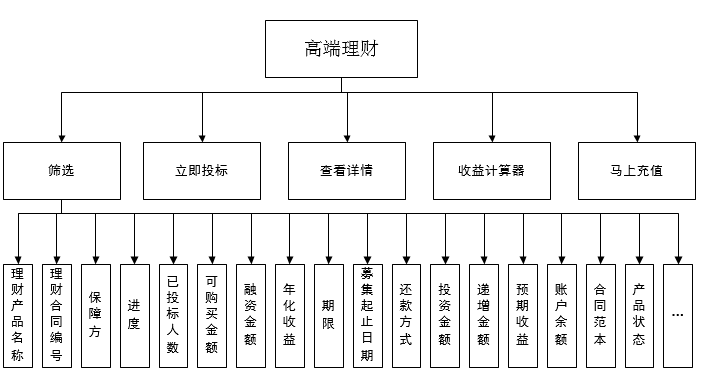 高端理财
筛选
立即投标
查看详情
收益计算器
马上充值
理财产品名称
理财合同编号
保障方
进度
已投标人数
可购买金额
融资金额
年化收益
期限
募集起止日期
还款方式
投资金额
递增金额
预期收益
账户余额
合同范本
产品状态
...